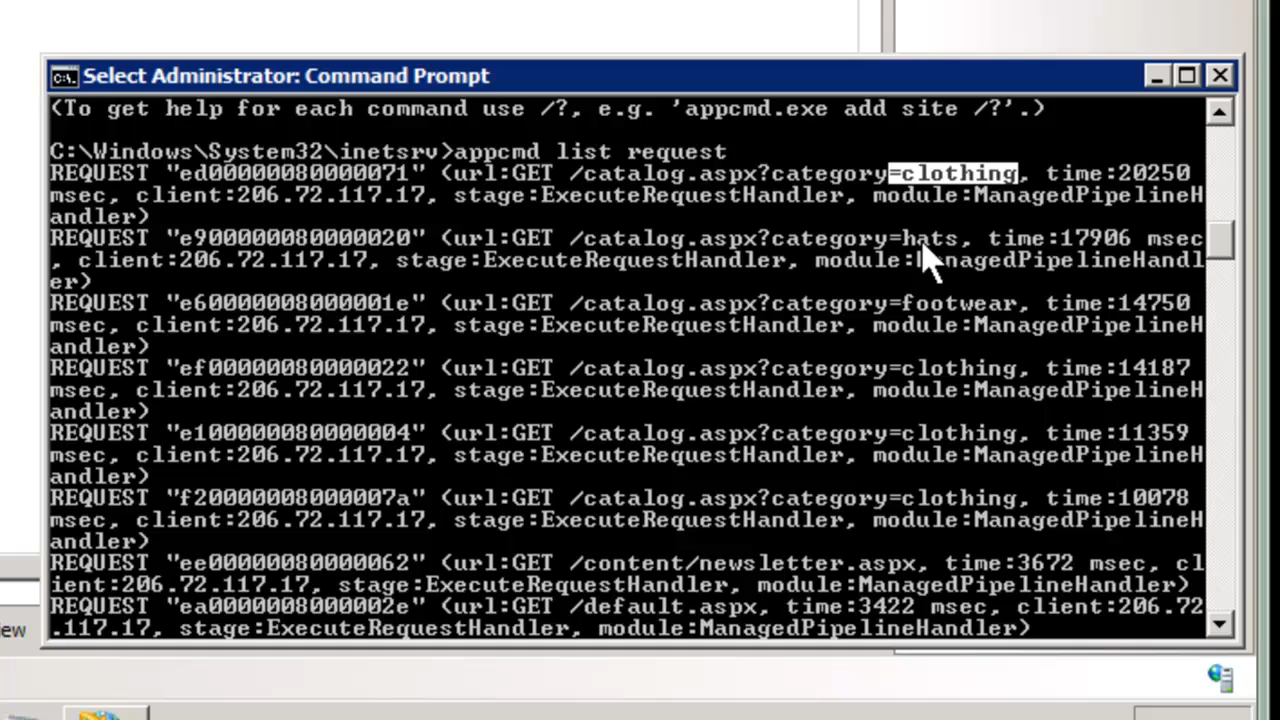 Select Administrator: Command Prompt
(To get help for each command use /?, e.g. 'appcmd.exe add site /?'.)
C:\Windows\System32\inetsrv>appcmd list request
REQUEST "ed00000080000071" (url:GET /catalog.aspx?category=clothing, time:20250
msec, client:206.72.117.17, stage:ExecuteRequestHandler, module:ManagedPipelineH
andler)
REQUEST "e900000080000020" (url:GET /catalog.aspx?category=hats, time:17906 msec
, client:206.72.117.17, stage:ExecuteRequestHandler, module:ManagedPipelineHandl
er)
REQUEST "e60000008000001e" (url:GET /catalog.aspx?category=footwear, time:14750
msec, client:206.72.117.17, stage:ExecuteRequestHandler, module:ManagedPipelineH
andler)
REQUEST "ef00000080000022" (url:GET /catalog.aspx?category=clothing, time:14187
msec, client:206.72.117.17, stage:ExecuteRequestHandler, module:ManagedPipelineH
andler)
REQUEST "e100000080000004" (url:GET /catalog.aspx?category=clothing, time:11359
msec, client:206.72.117.17, stage:ExecuteRequestHandler, module:ManagedPipelineH
andler)
REQUEST "f20000008000007a" (url:GET /catalog.aspx?category=clothing, time:10078
msec, client:206.72.117.17, stage:ExecuteRequestHandler, module:ManagedPipelineH
andler)
REQUEST "ee00000080000062" (url:GET /content/newsletter.aspx, time:3672 msec, cl
ient:206.72.117.17, stage:ExecuteRequestHandler, module:ManagedPipelineHandler)
REQUEST "ea0000008000002e" (url:GET /default.aspx, time:3422 msec, client:206.72
.117.17, stage:ExecuteRequestHandler, module:ManagedPipelineHandler)